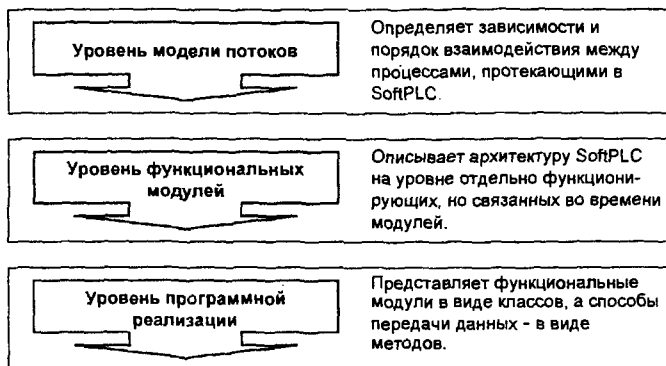 Уровень модели потоков
Определяет зависимости и
порядок взаимодействия между
процессами, протекающими в
SoftPLC.
Уровень функциональных
модулей
Описывает архитектуру SoftPLC
на уровне отдельно функциони-
рующих, но связанных во времени
модулей.
Уровень программной
реализации
Представляет функциональные
модули в виде классов, а способы
передачи данных - в виде
методов.